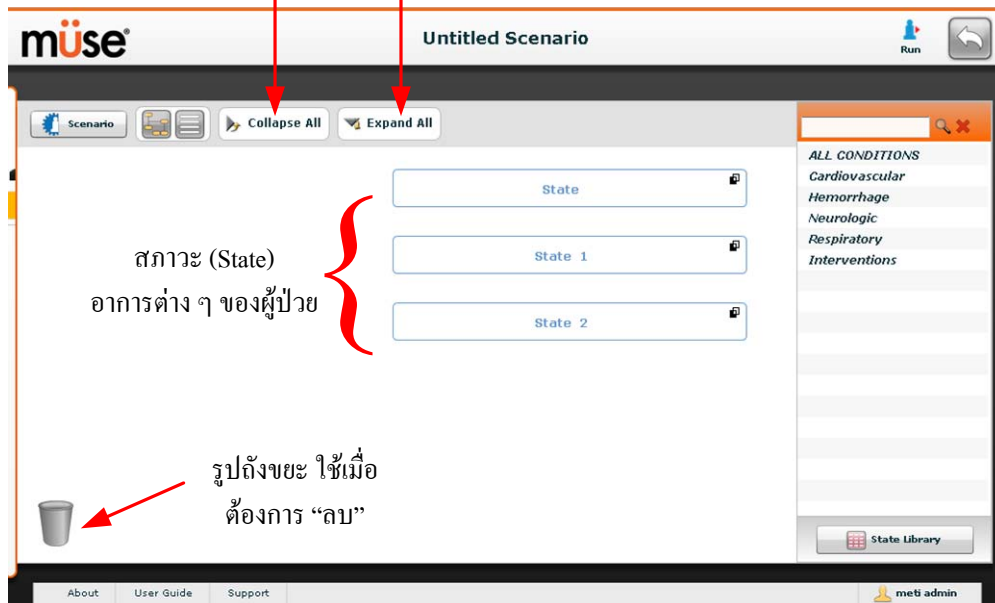 müse
Untitled Scenario
Run
Scenario
Collapse All
Expand All
ALL CONDITIONS
Cardiovascular
Hemorrhage
Neurologic
Respiratory
Interventions
State
State 1
State 2
สภาวะ (State)
อาการต่าง ๆ ของผู้ป่วย
รูปถังขยะ ใช้เมื่อ
ต้องการ “ลบ”
State Library
About
User Guide
Support
meti admin